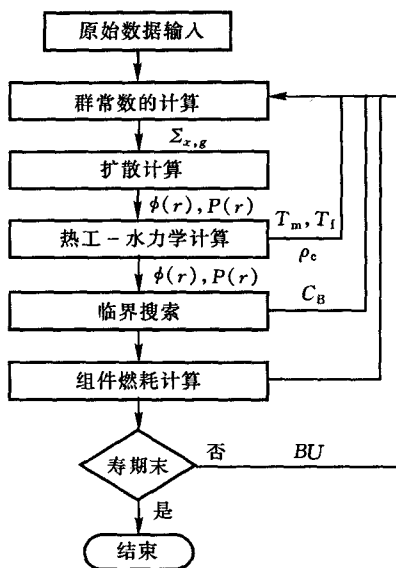 原始数据输入
群常数的计算
Σx,g
扩散计算
ϕ(r), P(r)
热工－水力学计算
Tm, Tf
ρc
ϕ(r), P(r)
临界搜索
CB
组件燃耗计算
寿期末
否
BU
是
结束